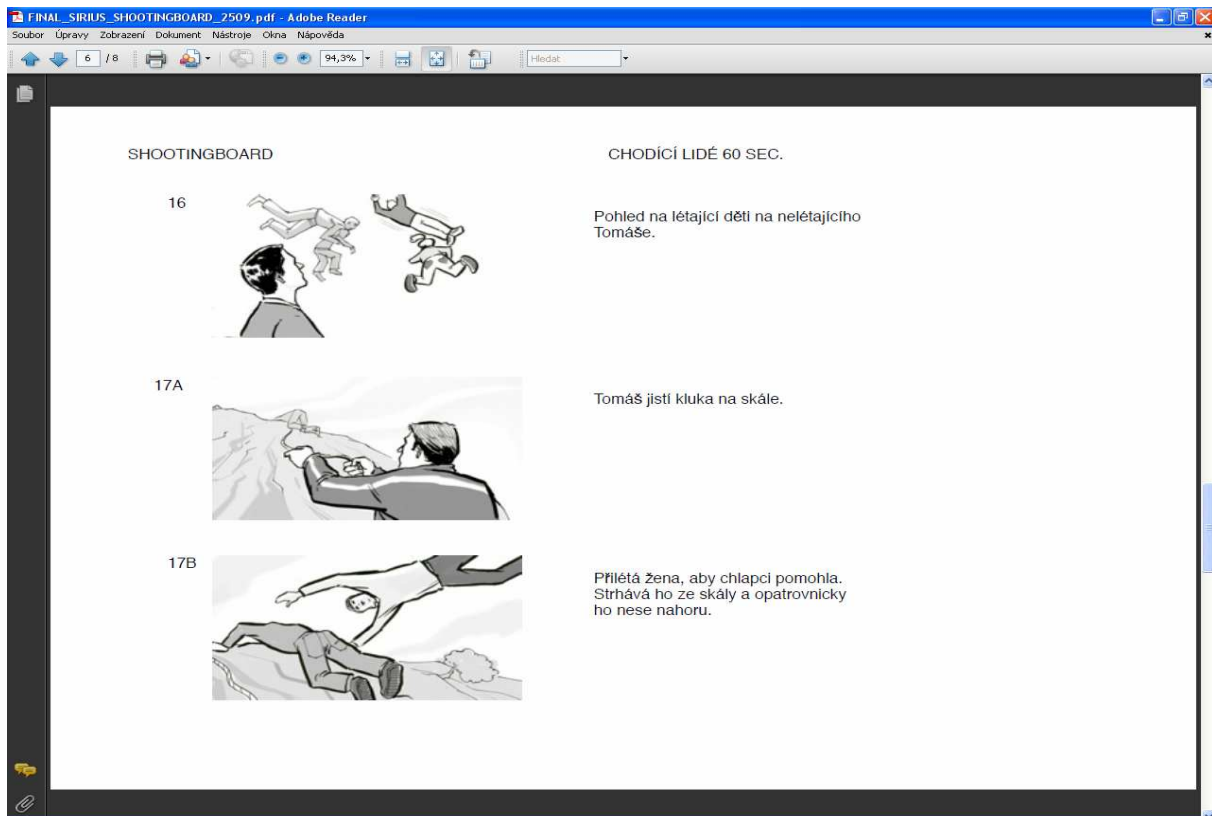 FINAL_SIRIUS_SHOOTINGBOARD_2509.pdf - Adobe Reader
Soubor Úpravy Zobrazení Dokument Nástroje Okna Nápověda
6 / 8 94,3% Hledat
SHOOTINGBOARD
CHODÍCÍ LIDÉ 60 SEC.
16
Pohled na létající děti na nelétajícího
Tomáše.
17A
Tomáš jistí kluka na skále.
17B
Přilétá žena, aby chlapci pomohla.
Strhává ho ze skály a opatrovnicky
ho nese nahoru.